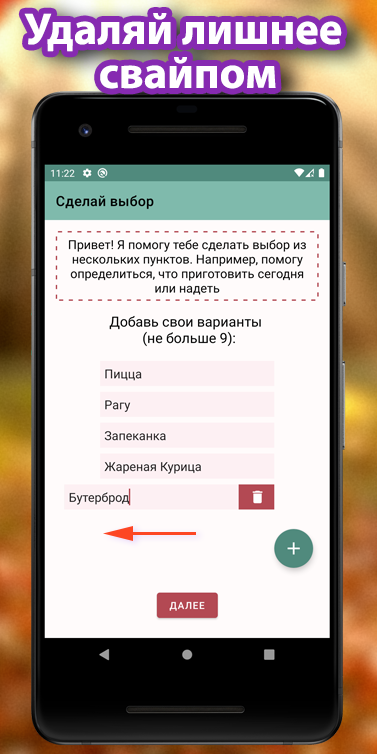 Удаляй лишнее
свайпом
11:22
Сделай выбор
Привет! Я помогу тебе сделать выбор из
нескольких пунктов. Например, помогу
определиться, что приготовить сегодня
или надеть
Добавь свои варианты
(не больше 9):
Пицца
Рагу
Запеканка
Жареная Курица
Бутерброд
ДАЛЕЕ